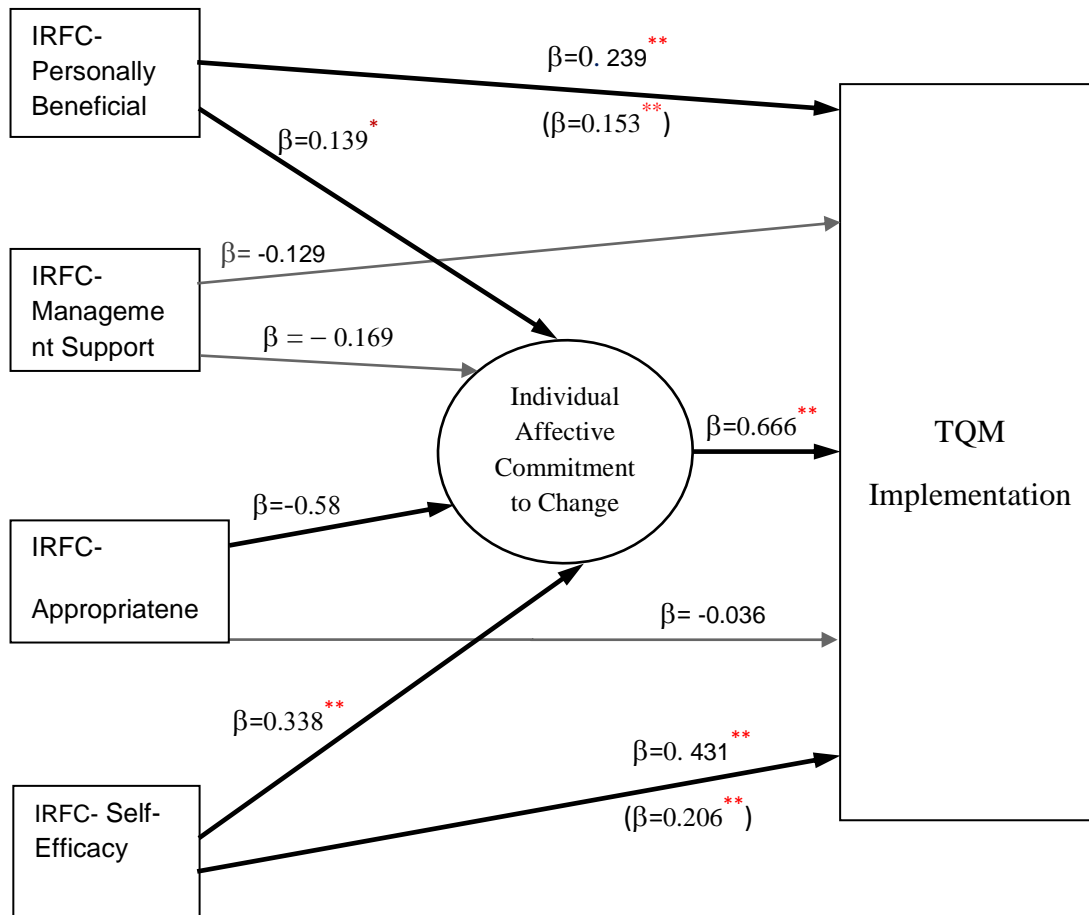 IRFC-
Personally
Beneficial
β=0. 239**
(β=0.153**)
β=0.139*
IRFC-
Manageme
nt Support
β= -0.129
β = – 0.169
Individual
Affective
Commitment
to Change
β=0.666**
TQM
Implementation
IRFC-
Appropriatene
β=-0.58
β= -0.036
β=0.338**
IRFC- Self-
Efficacy
β=0. 431**
(β=0.206**)